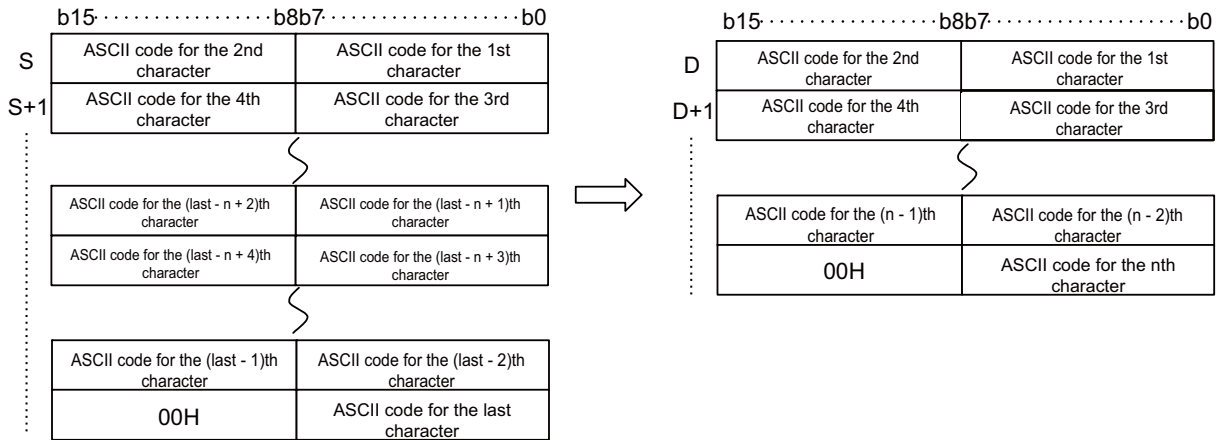 b15··················b8b7··················b0
S
ASCII code for the 2nd
character
ASCII code for the 1st
character
S+1
ASCII code for the 4th
character
ASCII code for the 3rd
character
ASCII code for the (last - n + 2)th
character
ASCII code for the (last - n + 1)th
character
ASCII code for the (last - n + 4)th
character
ASCII code for the (last - n + 3)th
character
ASCII code for the (last - 1)th
character
ASCII code for the (last - 2)th
character
00H
ASCII code for the last
character
b15··················b8b7··················b0
D
ASCII code for the 2nd
character
ASCII code for the 1st
character
D+1
ASCII code for the 4th
character
ASCII code for the 3rd
character
ASCII code for the (n - 1)th
character
ASCII code for the (n - 2)th
character
00H
ASCII code for the nth
character